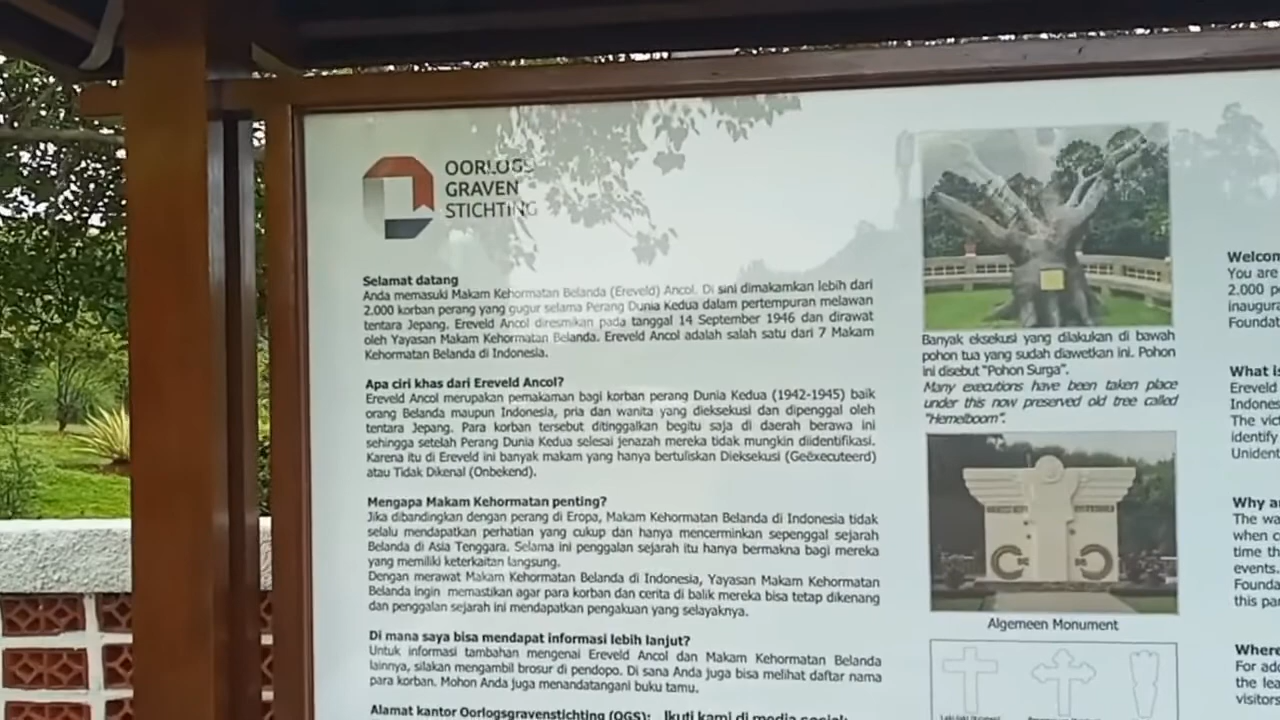 OORLOGS
GRAVEN
STICHTING
Selamat datang
Anda memasuki Makam Kehormatan Belanda (Ereveld) Ancol. Di sini dimakamkan lebih dari
2.000 korban perang yang gugur selama Perang Dunia Kedua dalam pertempuran melawan
tentara Jepang. Ereveld Ancol diresmikan pada tanggal 14 September 1946 dan dirawat
oleh Yayasan Makam Kehormatan Belanda. Ereveld Ancol adalah salah satu dari 7 Makam
Kehormatan Belanda di Indonesia.
Apa ciri khas dari Ereveld Ancol?
Ereveld Ancol merupakan pemakaman bagi korban perang Dunia Kedua (1942-1945) baik
orang Belanda maupun Indonesia, pria dan wanita yang dieksekusi dan dipenggal oleh
tentara Jepang. Para korban tersebut ditinggalkan begitu saja di daerah berawa ini
sehingga setelah Perang Dunia Kedua selesai jenazah mereka tidak mungkin diidentifikasi.
Karena itu di Ereveld ini banyak makam yang hanya bertuliskan Dieksekusi (Geëxecuteerd)
atau Tidak Dikenal (Onbekend).
Mengapa Makam Kehormatan penting?
Jika dibandingkan dengan perang di Eropa, Makam Kehormatan Belanda di Indonesia tidak
selalu mendapatkan perhatian yang cukup dan hanya mencerminkan sepenggal sejarah
Belanda di Asia Tenggara. Selama ini penggalan sejarah itu hanya bermakna bagi mereka
yang memiliki keterkaitan langsung.
Dengan merawat Makam Kehormatan Belanda di Indonesia, Yayasan Makam Kehormatan
Belanda ingin memastikan agar para korban dan cerita di balik mereka bisa tetap dikenang
dan penggalan sejarah ini mendapatkan pengakuan yang selayaknya.
Di mana saya bisa mendapat informasi lebih lanjut?
Untuk informasi tambahan mengenai Ereveld Ancol dan Makam Kehormatan Belanda
lainnya, silakan mengambil brosur di pendopo. Di sana Anda juga bisa melihat daftar nama
para korban. Mohon Anda juga menandatangani buku tamu.
Alamat kantor Oorlogsgravenstichting (OGS): Ikuti kami di media sosial:
Banyak eksekusi yang dilakukan di bawah
pohon tua yang sudah diawetkan ini. Pohon
ini disebut "Pohon Surga".
Many executions have been taken place
under this now preserved old tree called
"Hemelboom".
Algemeen Monument
Welcom
You are
2.000 p
inaugura
Foundat
What is
Ereveld
Indones
The vict
identify
Unident
Why a
The wa
when c
time th
events.
Founda
this par
Where
For add
the lea
visitors